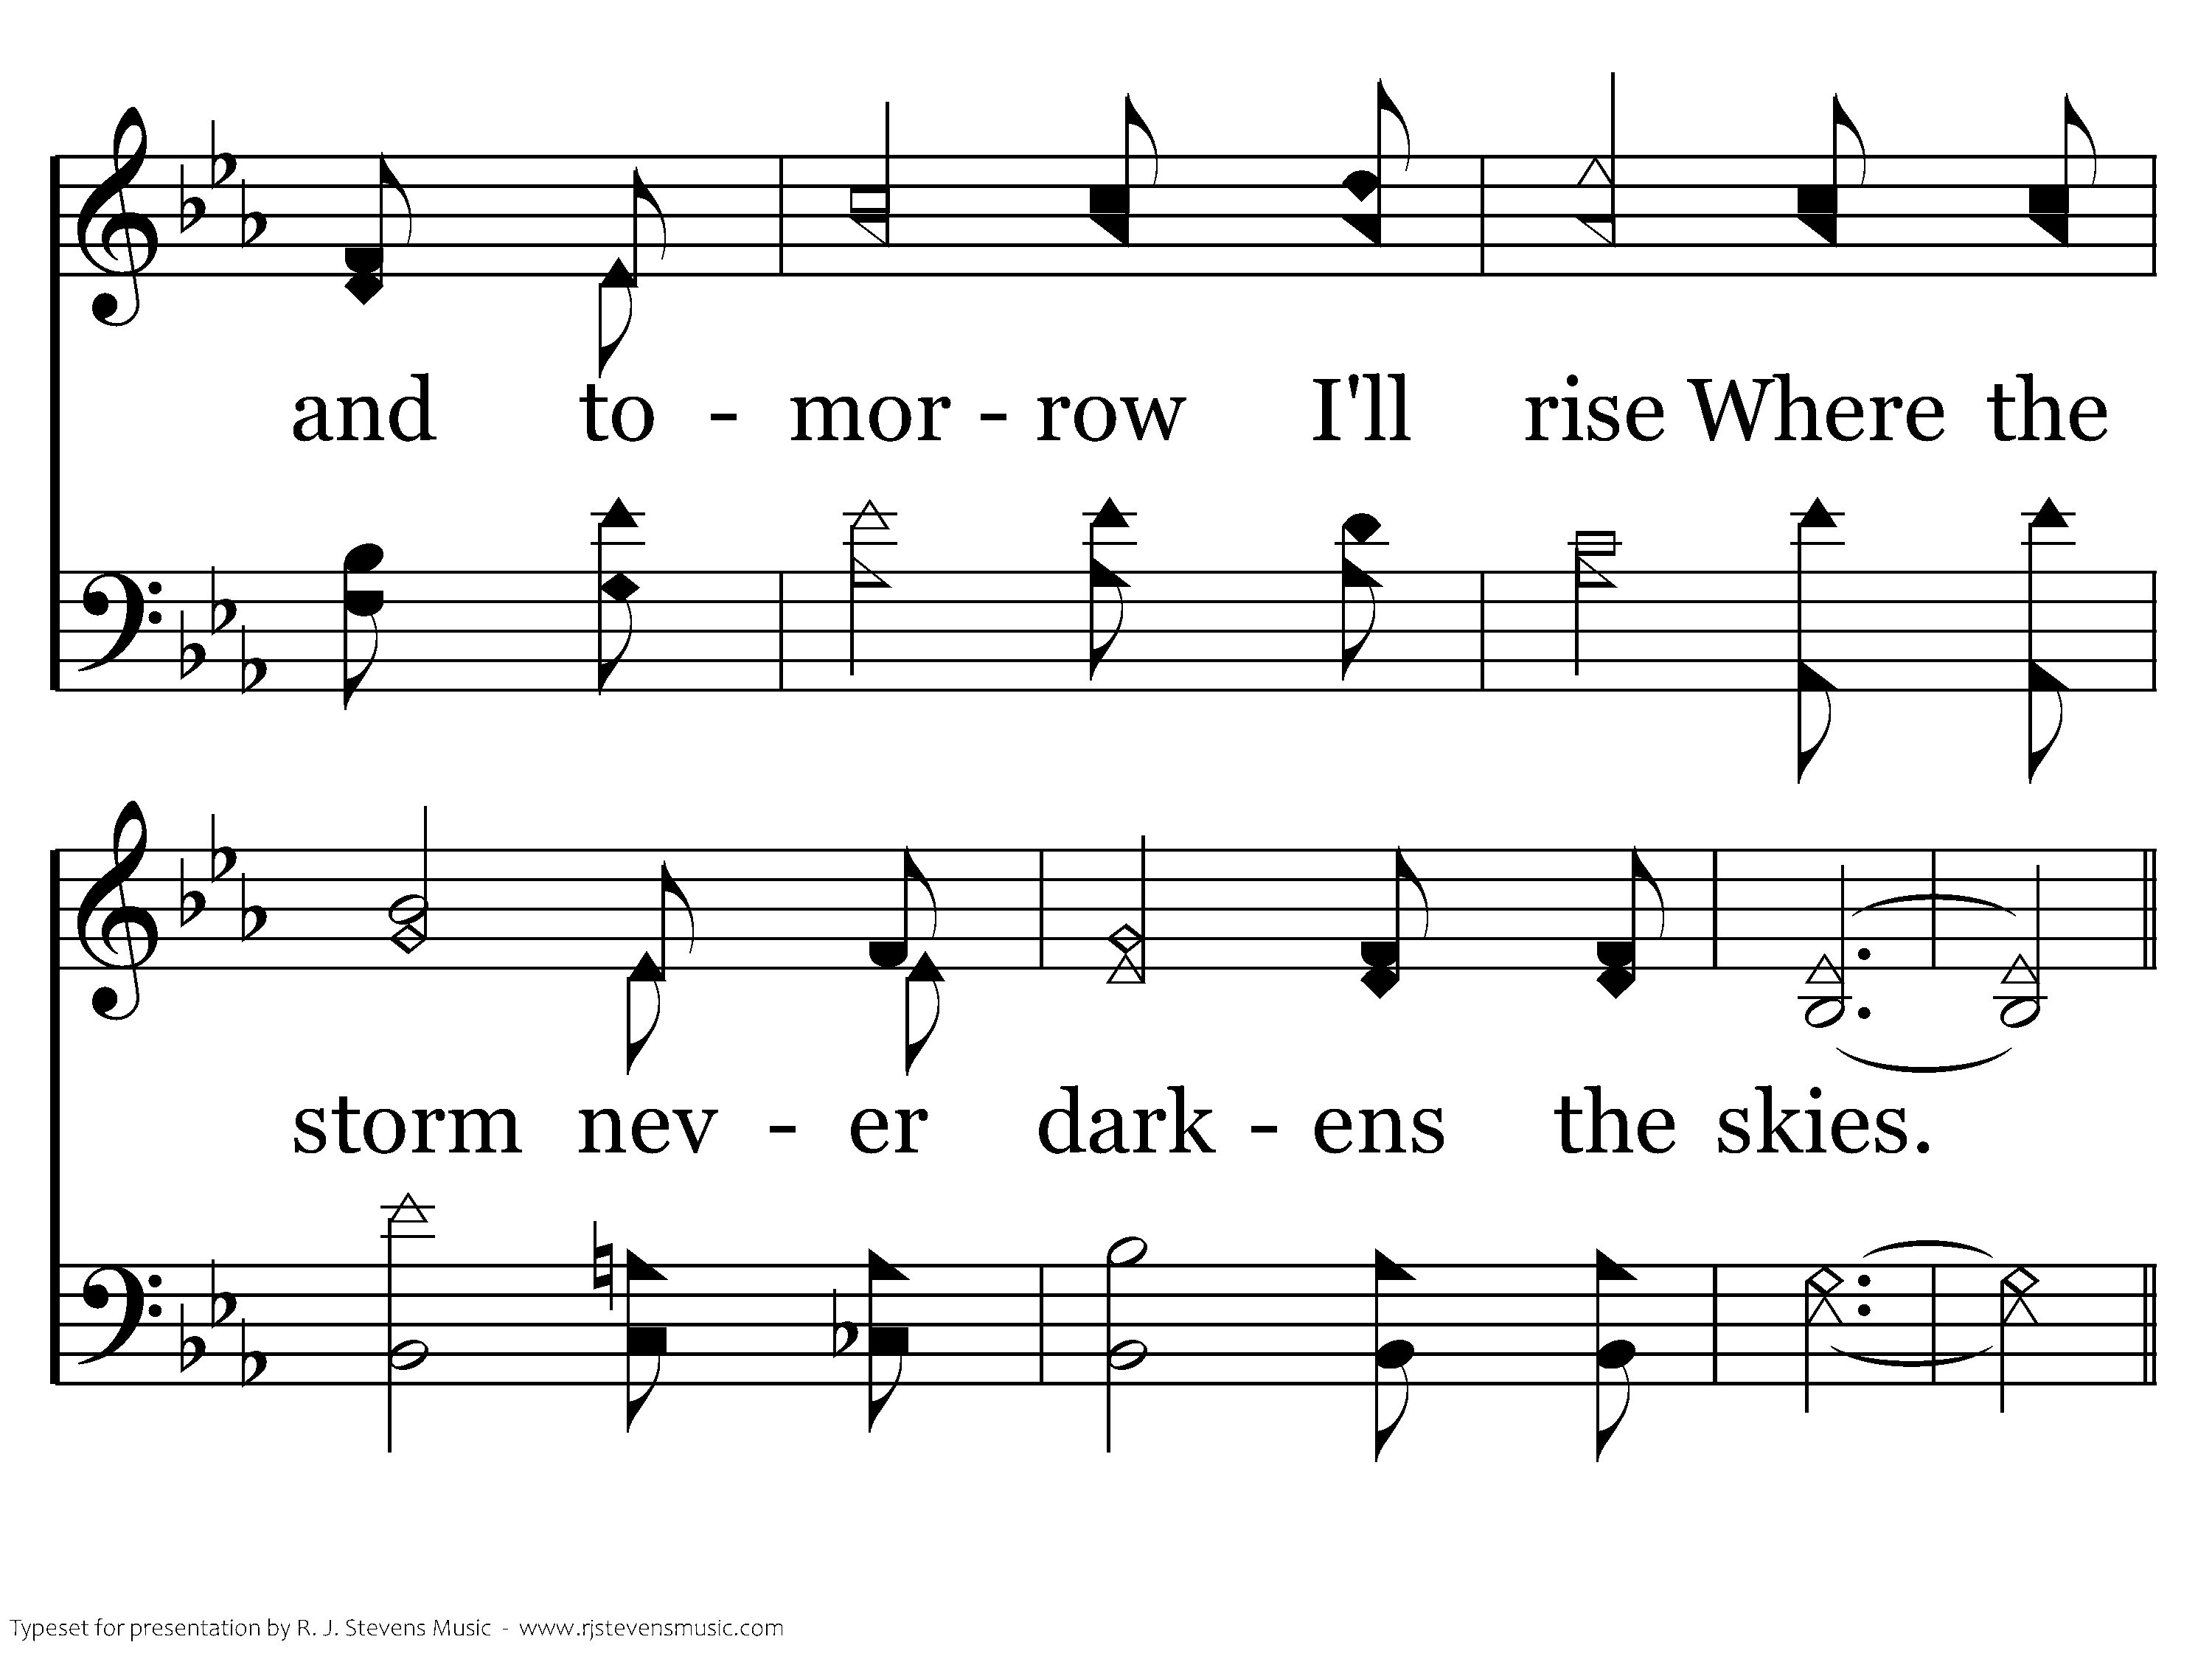 and to - mor - row I'll rise Where the
storm nev - er dark - ens the skies.
Typeset for presentation by R. J. Stevens Music - www.rjstevensmusic.com